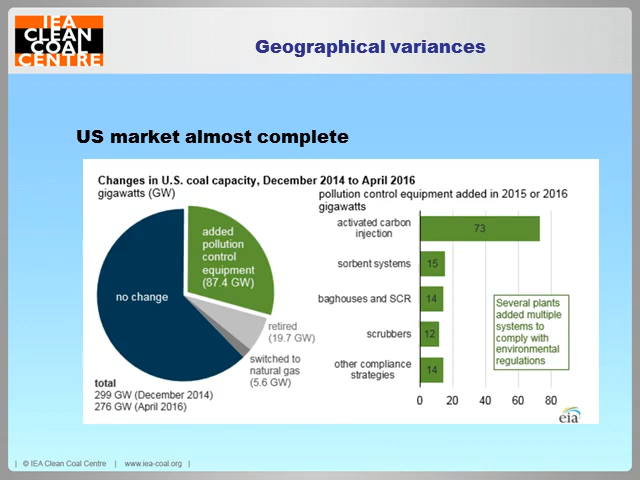 IEA
CLEAN
COAL
CENTRE
Geographical variances
US market almost complete
Changes in U.S. coal capacity, December 2014 to April 2016
gigawatts (GW)
no change
added
pollution
control
equipment
(87.4 GW)
retired
(19.7 GW)
switched to
natural gas
(5.6 GW)
total
299 GW (December 2014)
276 GW (April 2016)
pollution control equipment added in 2015 or 2016
gigawatts
activated carbon
injection
73
sorbent systems
15
baghouses and SCR
14
scrubbers
12
other compliance
strategies
14
0 20 40 60 80
Several plants
added multiple
systems to
comply with
environmental
regulations
eia
| © IEA Clean Coal Centre | www.iea-coal.org |